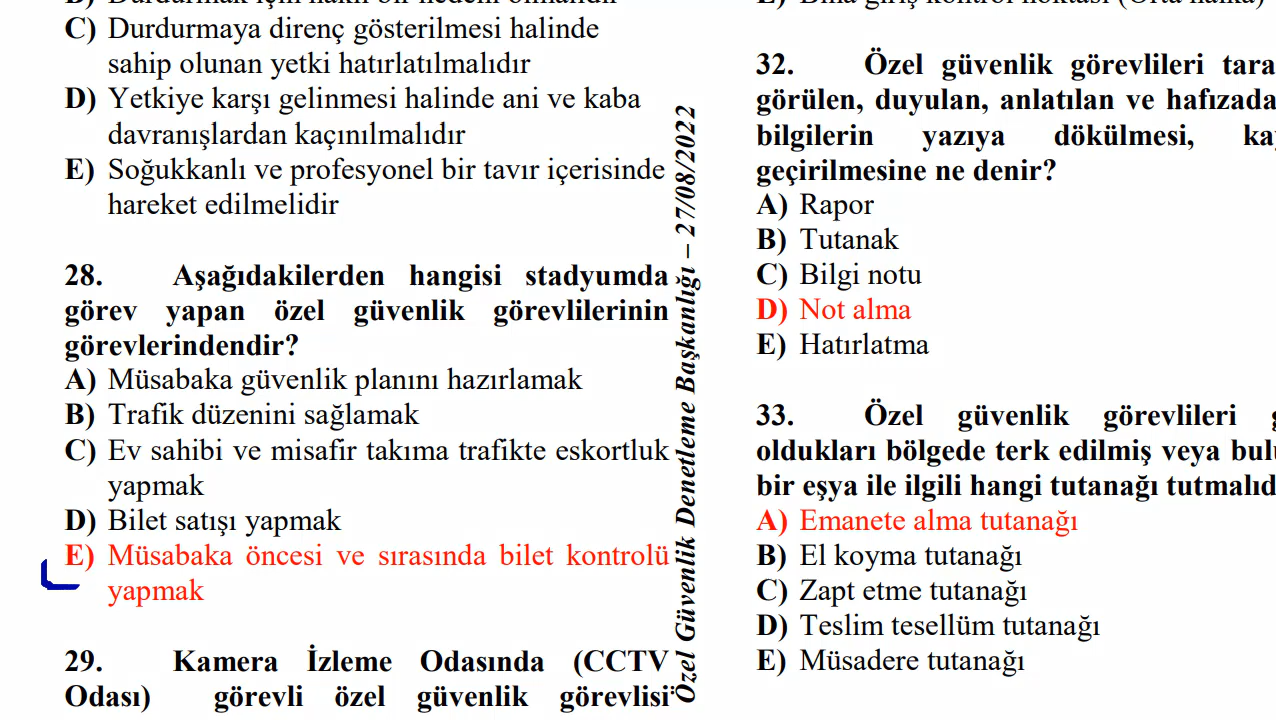 C) Durdurmaya direnç gösterilmesi halinde
sahip olunan yetki hatırlatılmalıdır
D) Yetkiye karşı gelinmesi halinde ani ve kaba
davranışlardan kaçınılmalıdır
E) Soğukkanlı ve profesyonel bir tavır içerisinde
hareket edilmelidir
28. Aşağıdakilerden hangisi stadyumda
görev yapan özel güvenlik görevlilerinin
görevlerindendir?
A) Müsabaka güvenlik planını hazırlamak
B) Trafik düzenini sağlamak
C) Ev sahibi ve misafir takıma trafikte eskortluk
yapmak
D) Bilet satışı yapmak
E) Müsabaka öncesi ve sırasında bilet kontrolü
yapmak
29. Kamera İzleme Odasında (CCTV
Odası) görevli özel güvenlik görevlisi
Özel Güvenlik Denetleme Başkanlığı – 27/08/2022
32. Özel güvenlik görevlileri tara
görülen, duyulan, anlatılan ve hafızada
bilgilerin yazıya dökülmesi, ka
geçirilmesine ne denir?
A) Rapor
B) Tutanak
C) Bilgi notu
D) Not alma
E) Hatırlatma
33. Özel güvenlik görevlileri
oldukları bölgede terk edilmiş veya bul
bir eşya ile ilgili hangi tutanağı tutmalıd
A) Emanete alma tutanağı
B) El koyma tutanağı
C) Zapt etme tutanağı
D) Teslim tesellüm tutanağı
E) Müsadere tutanağı